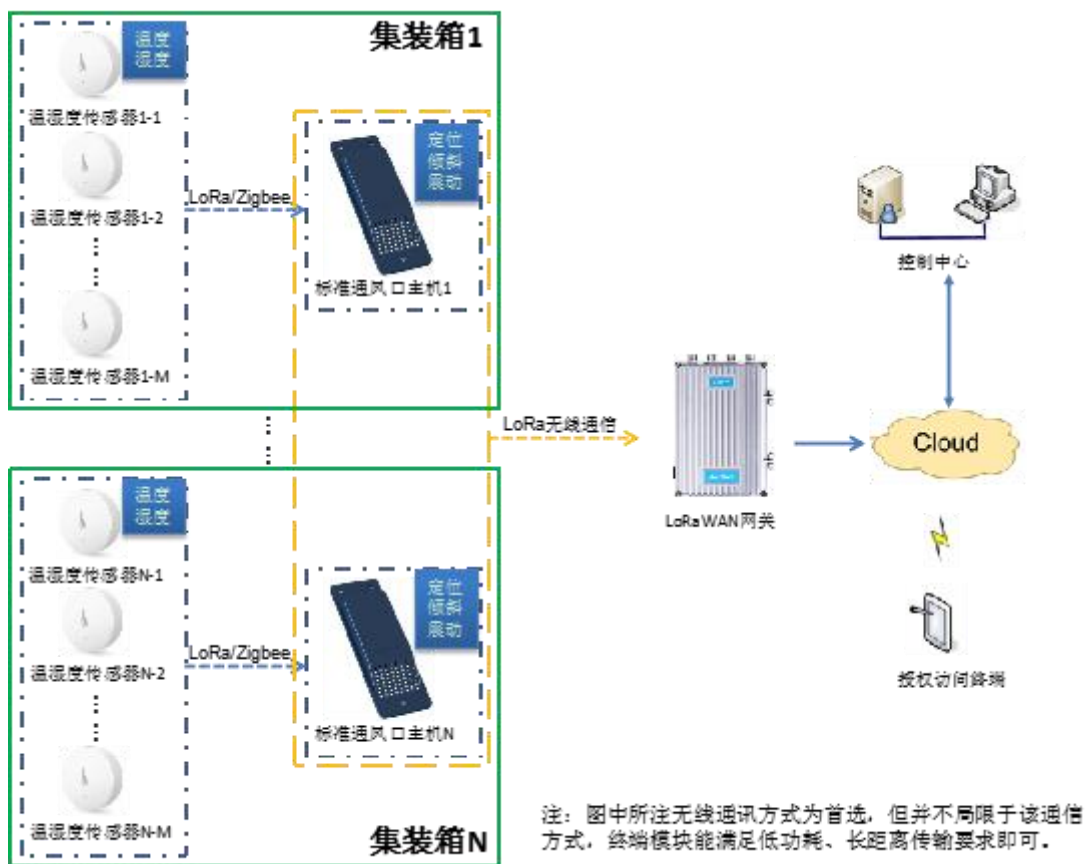 集装箱1
温度
湿度
温湿度传感器1-1
温湿度传感器1-2
温湿度传感器1-M
LoRa/Zigbee
定位
倾斜
震动
标准通风口主机1
集装箱N
温度
湿度
温湿度传感器N-1
温湿度传感器N-2
温湿度传感器N-M
LoRa/Zigbee
定位
倾斜
震动
标准通风口主机N
LoRa无线通信
LoRaWAN网关
控制中心
Cloud
授权访问终端
注：图中所注无线通讯方式为首选，但并不局限于该通信
方式，终端模块能满足低功耗、长距离传输要求即可。